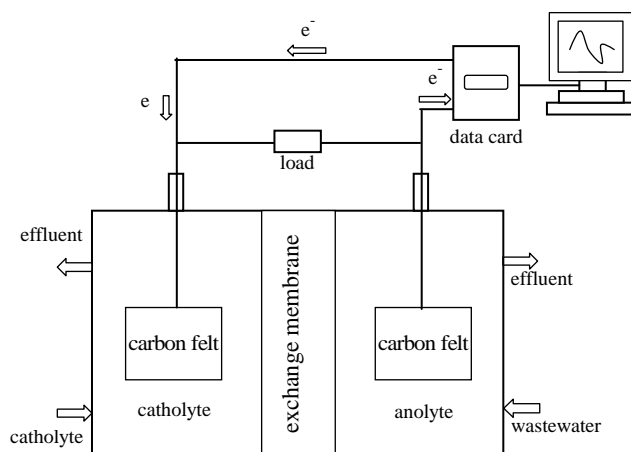 e-
e-
e
data card
load
effluent
effluent
exchange membrane
carbon felt
carbon felt
catholyte
anolyte
catholyte
wastewater